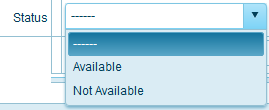 Status ------
------
Available
Not Available